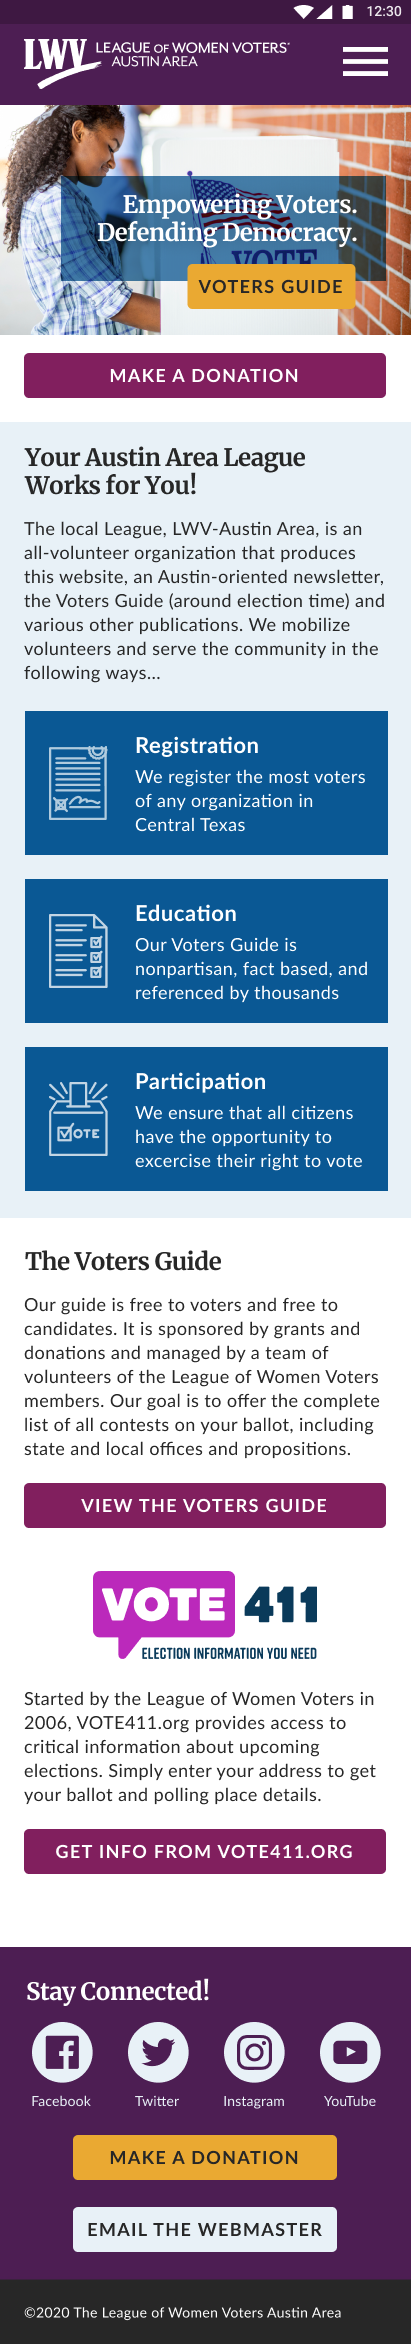 12:30
LWV LEAGUE OF WOMEN VOTERS®
AUSTIN AREA
Empowering Voters.
Defending Democracy.
VOTE
VOTERS GUIDE
MAKE A DONATION
Your Austin Area League
Works for You!
The local League, LWV-Austin Area, is an
all-volunteer organization that produces
this website, an Austin-oriented newsletter,
the Voters Guide (around election time) and
various other publications. We mobilize
volunteers and serve the community in the
following ways...
Registration
We register the most voters
of any organization in
Central Texas
Education
Our Voters Guide is
nonpartisan, fact based, and
referenced by thousands
VOTE
Participation
We ensure that all citizens
have the opportunity to
excercise their right to vote
The Voters Guide
Our guide is free to voters and free to
candidates. It is sponsored by grants and
donations and managed by a team of
volunteers of the League of Women Voters
members. Our goal is to offer the complete
list of all contests on your ballot, including
state and local offices and propositions.
VIEW THE VOTERS GUIDE
VOTE 411
ELECTION INFORMATION YOU NEED
Started by the League of Women Voters in
2006, VOTE411.org provides access to
critical information about upcoming
elections. Simply enter your address to get
your ballot and polling place details.
GET INFO FROM VOTE411.ORG
Stay Connected!
Facebook Twitter Instagram YouTube
MAKE A DONATION
EMAIL THE WEBMASTER
©2020 The League of Women Voters Austin Area